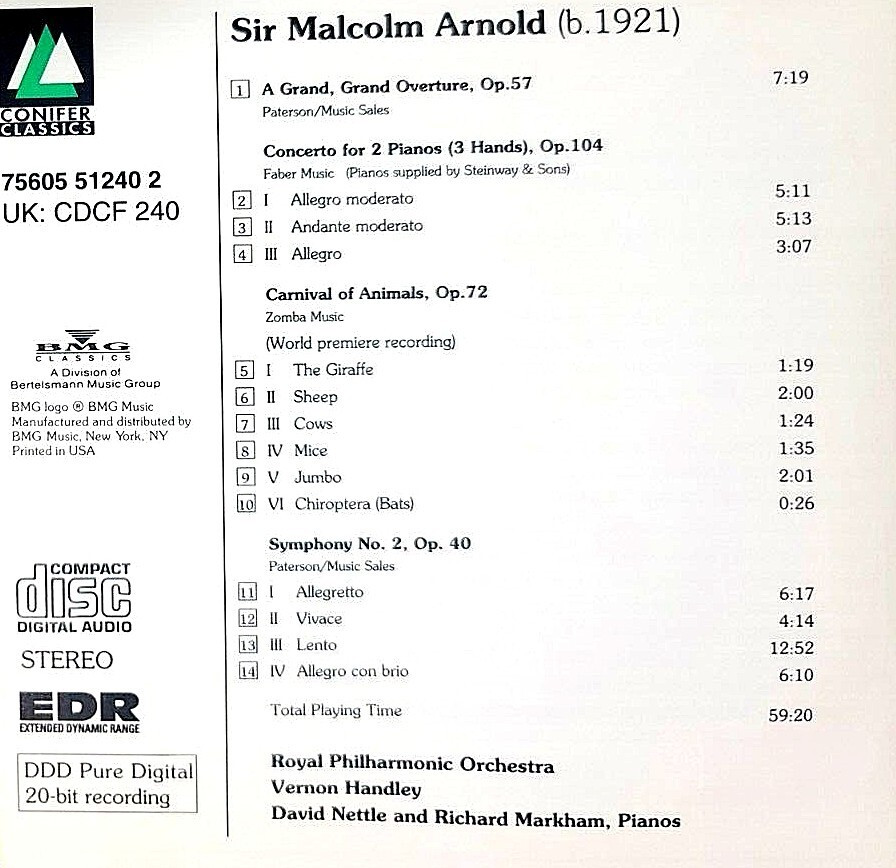 CONIFER
CLASSICS
75605 51240 2
UK: CDCF 240
BMG
CLASSICS
A Division of
Bertelsmann Music Group
BMG logo ® BMG Music
Manufactured and distributed by
BMG Music, New York, NY
Printed in USA
COMPACT
disc
DIGITAL AUDIO
STEREO
EDR
EXTENDED DYNAMIC RANGE
DDD Pure Digital
20-bit recording
Sir Malcolm Arnold (b.1921)
1 A Grand, Grand Overture, Op.57 7:19
Paterson/Music Sales
Concerto for 2 Pianos (3 Hands), Op.104
Faber Music (Pianos supplied by Steinway & Sons)
2 I Allegro moderato 5:11
3 II Andante moderato 5:13
4 III Allegro 3:07
Carnival of Animals, Op.72
Zomba Music
(World premiere recording)
5 I The Giraffe 1:19
6 II Sheep 2:00
7 III Cows 1:24
8 IV Mice 1:35
9 V Jumbo 2:01
10 VI Chiroptera (Bats) 0:26
Symphony No. 2, Op. 40
Paterson/Music Sales
11 I Allegretto 6:17
12 II Vivace 4:14
13 III Lento 12:52
14 IV Allegro con brio 6:10
Total Playing Time 59:20
Royal Philharmonic Orchestra
Vernon Handley
David Nettle and Richard Markham, Pianos